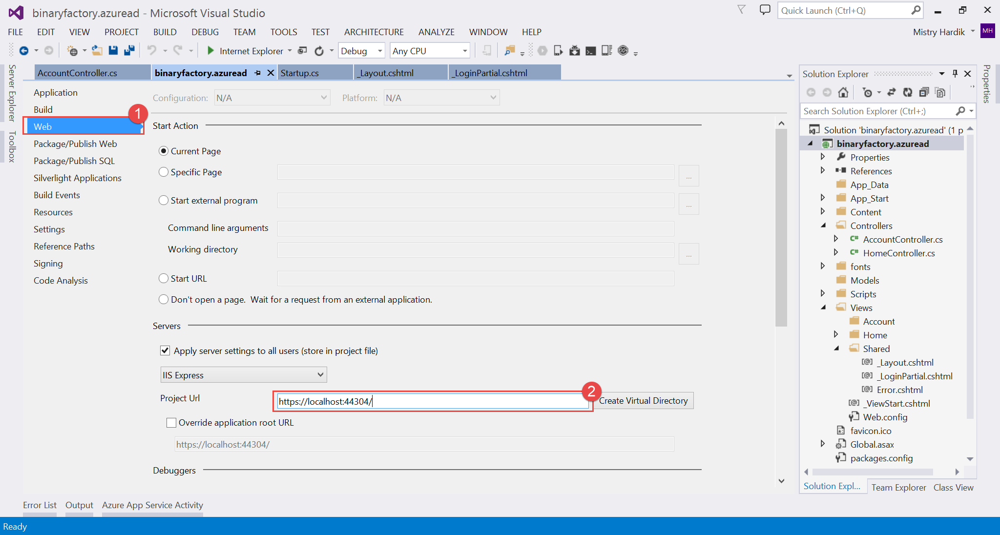 binaryfactory.azuread - Microsoft Visual Studio
Quick Launch (Ctrl+Q)
FILE EDIT VIEW PROJECT BUILD DEBUG TEAM TOOLS TEST ARCHITECTURE ANALYZE WINDOW HELP
Mistry Hardik MH
Internet Explorer Debug Any CPU
Server Explorer
Toolbox
AccountController.cs binaryfactory.azuread Startup.cs _Layout.cshtml _LoginPartial.cshtml
Application
Build
Web
1
Package/Publish Web
Package/Publish SQL
Silverlight Applications
Build Events
Resources
Settings
Reference Paths
Signing
Code Analysis
Configuration: N/A Platform: N/A
Start Action
Current Page
Specific Page ...
Start external program ...
Command line arguments
Working directory ...
Start URL
Don't open a page. Wait for a request from an external application.
Servers
Apply server settings to all users (store in project file)
IIS Express
Project Url https://localhost:44304/ 2 Create Virtual Directory
Override application root URL
https://localhost:44304/
Debuggers
Solution Explorer
Search Solution Explorer (Ctrl+;)
Solution 'binaryfactory.azuread' (1 p
binaryfactory.azuread
Properties
References
App_Data
App_Start
Content
Controllers
C# AccountController.cs
C# HomeController.cs
fonts
Models
Scripts
Views
Account
Home
Shared
[@] _Layout.cshtml
[@] _LoginPartial.cshtml
[@] Error.cshtml
[@] _ViewStart.cshtml
Web.config
favicon.ico
Global.asax
packages.config
Solution Expl... Team Explorer Class View
Properties
Error List Output Azure App Service Activity
Ready